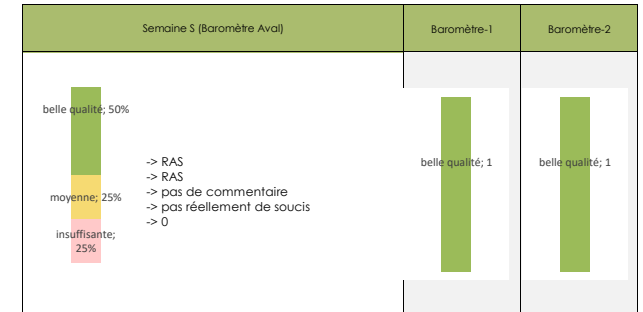 Semaine S (Baromètre Aval)
Baromètre-1
Baromètre-2
belle qualité; 50%
moyenne; 25%
insuffisante;
25%
-> RAS
-> RAS
-> pas de commentaire
-> pas réellement de soucis
-> 0
belle qualité; 1
belle qualité; 1